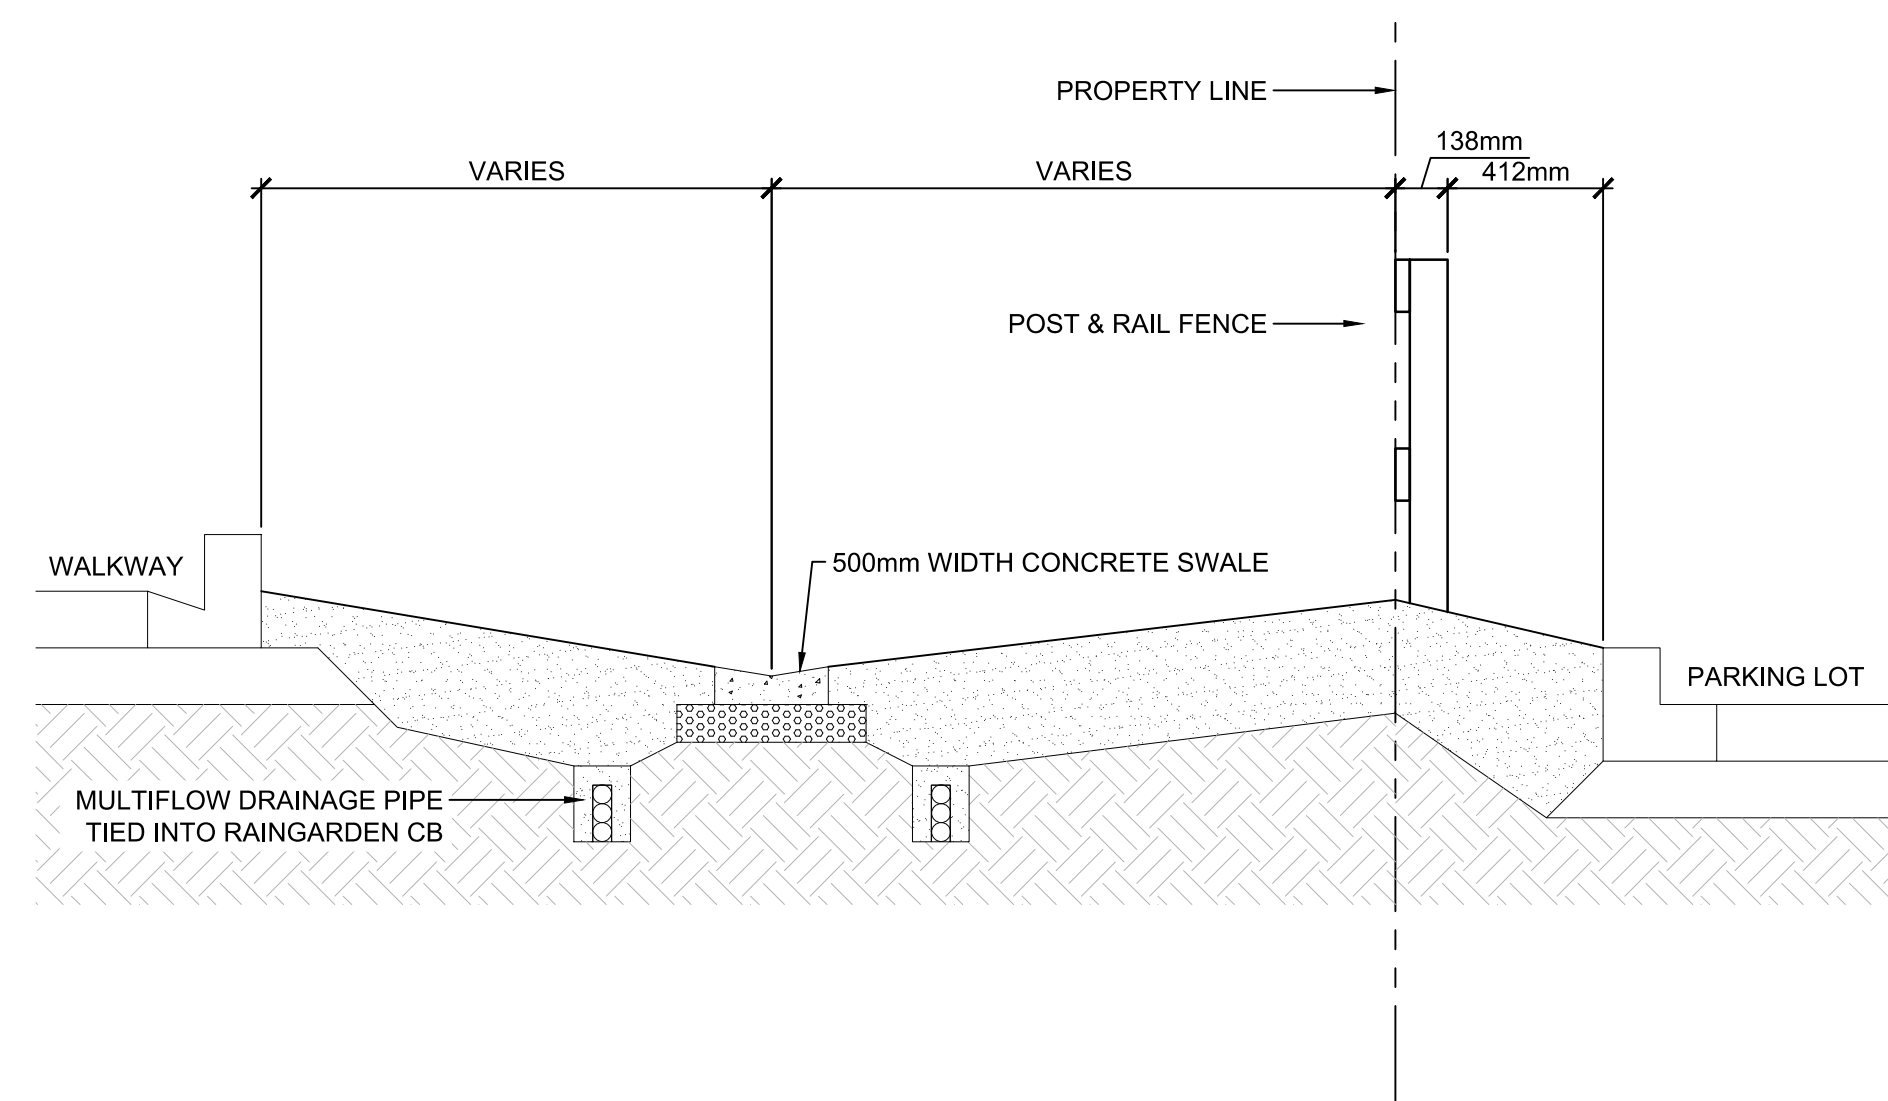 PROPERTY LINE
138mm
VARIES
VARIES
412mm
POST & RAIL FENCE
500mm WIDTH CONCRETE SWALE
WALKWAY
PARKING LOT
MULTIFLOW DRAINAGE PIPE
TIED INTO RAINGARDEN CB